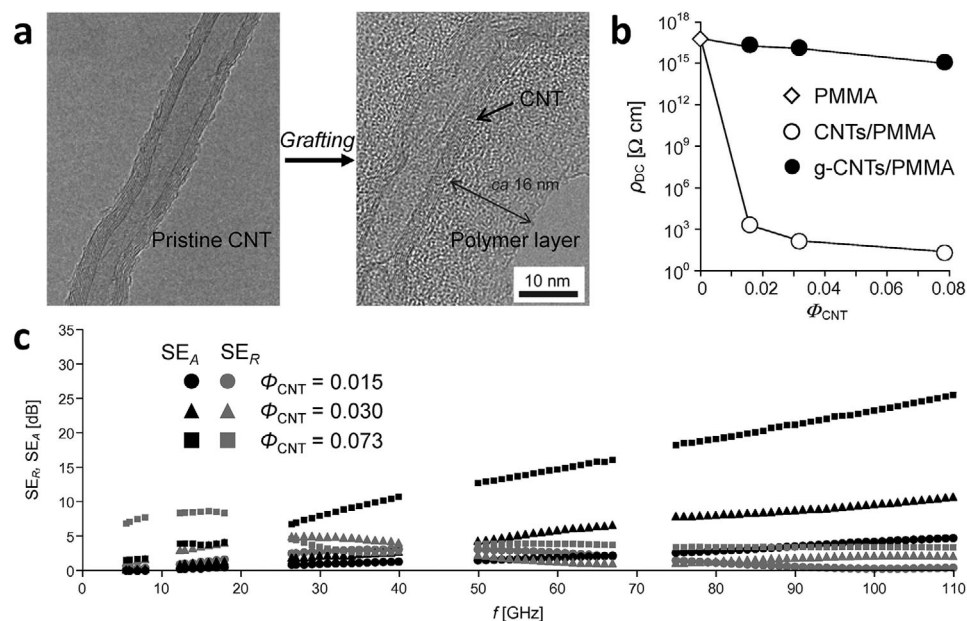 a
Pristine CNT
Grafting
CNT
ca 16 nm
Polymer layer
10 nm
b
ρDC [Ω cm]
10^18
10^15
10^12
10^9
10^6
10^3
10^0
PMMA
CNTs/PMMA
g-CNTs/PMMA
0 0.02 0.04 0.06 0.08
ΦCNT
c
SER, SEA [dB]
35
30
25
20
15
10
5
0
SEA SER
ΦCNT = 0.015
ΦCNT = 0.030
ΦCNT = 0.073
0 10 20 30 40 50 60 70 80 90 100 110
f [GHz]